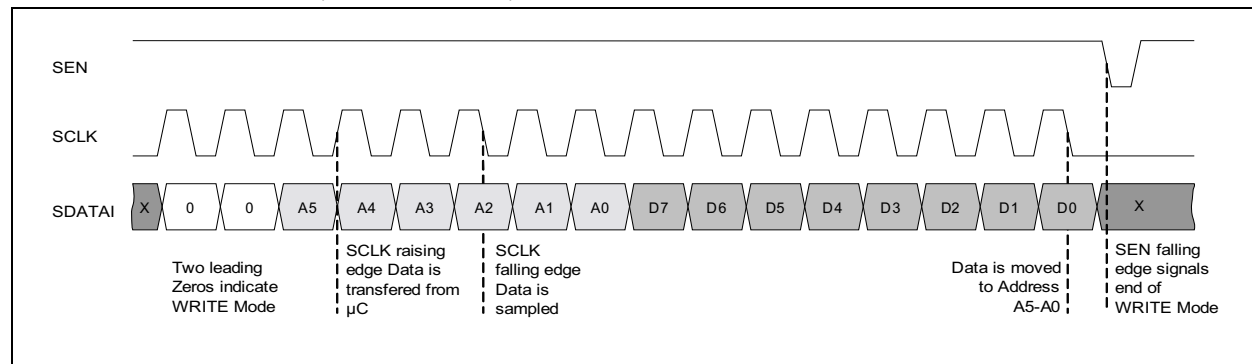 SEN
SCLK
SDATAI X 0 0 A5 A4 A3 A2 A1 A0 D7 D6 D5 D4 D3 D2 D1 D0 X
Two leading
Zeros indicate
WRITE Mode
SCLK raising
edge Data is
transfered from
µC
SCLK
falling edge
Data is
sampled
Data is moved
to Address
A5-A0
SEN falling
edge signals
end of
WRITE Mode